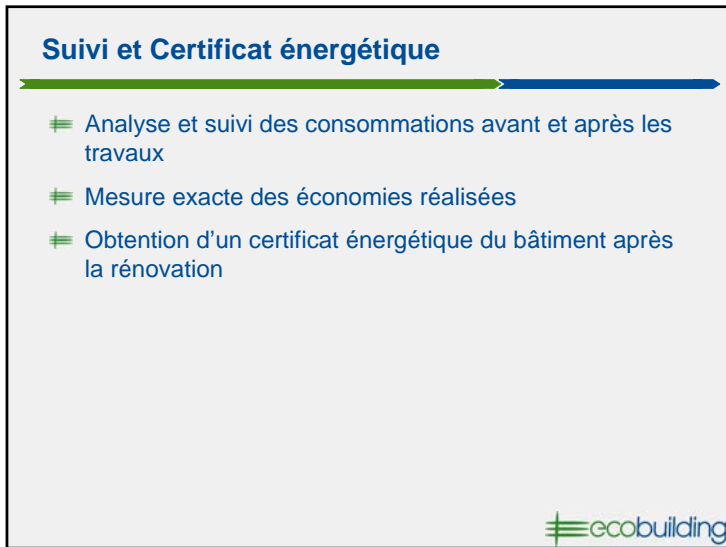 Suivi et Certificat énergétique
Analyse et suivi des consommations avant et après les
travaux
Mesure exacte des économies réalisées
Obtention d'un certificat énergétique du bâtiment après
la rénovation
ecobuilding